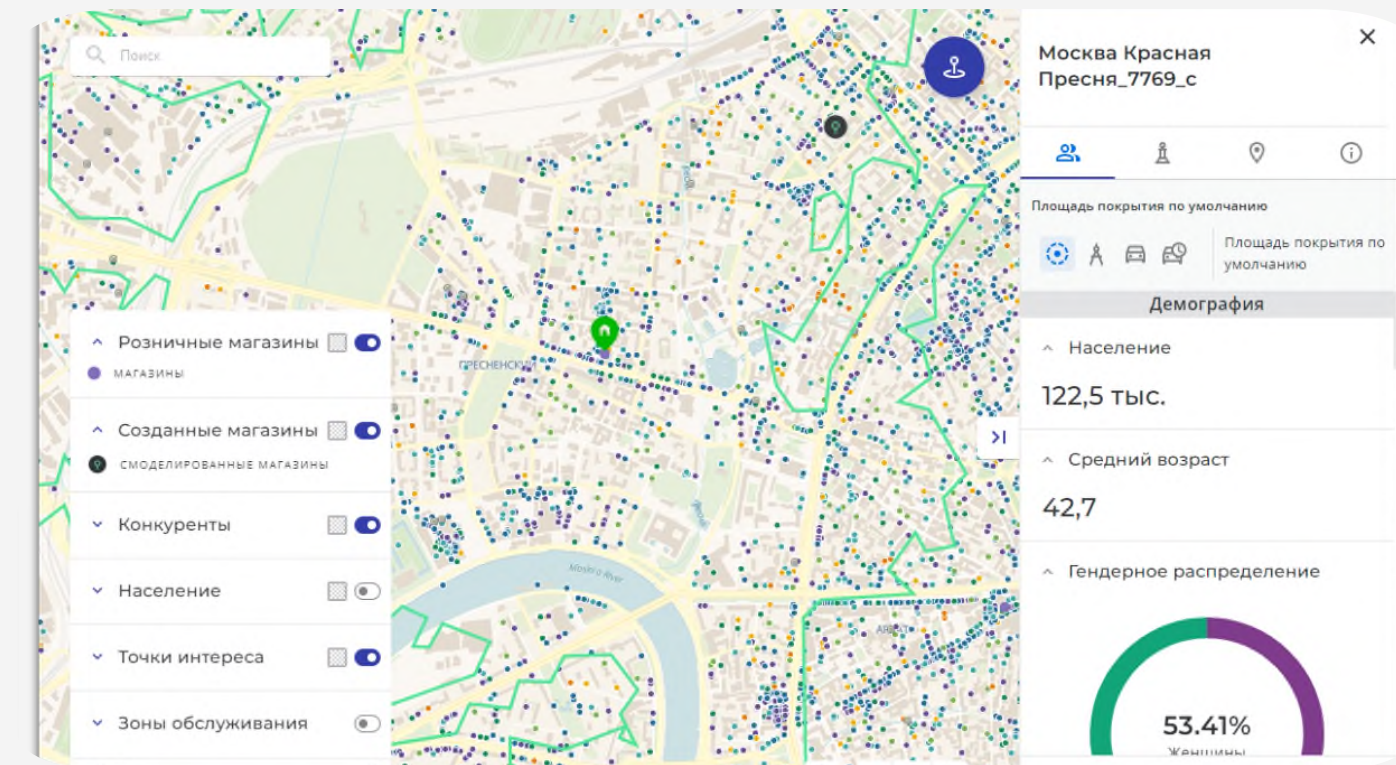 Поиск
Розничные магазины
МАГАЗИНЫ
Созданные магазины
СМОДЕЛИРОВАННЫЕ МАГАЗИНЫ
Конкуренты
Население
Точки интереса
Зоны обслуживания
ПРЕСНЕНСКИЙ
Moskva River
АРБАТ
Москва Красная
Пресня_7769_с
Площадь покрытия по умолчанию
Площадь покрытия по
умолчанию
Демография
Население
122,5 тыс.
Средний возраст
42,7
Гендерное распределение
53.41%
Женщины